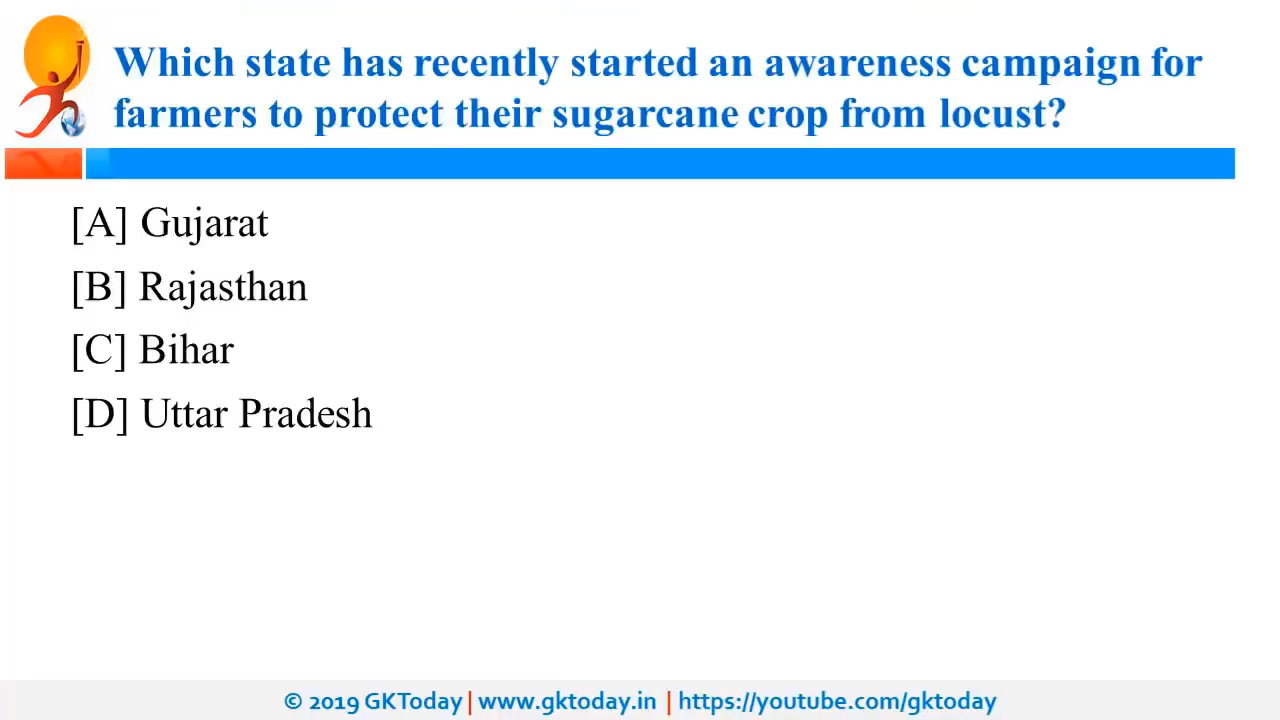 Which state has recently started an awareness campaign for
farmers to protect their sugarcane crop from locust?
[A] Gujarat
[B] Rajasthan
[C] Bihar
[D] Uttar Pradesh
© 2019 GKToday | www.gktoday.in | https://youtube.com/gktoday